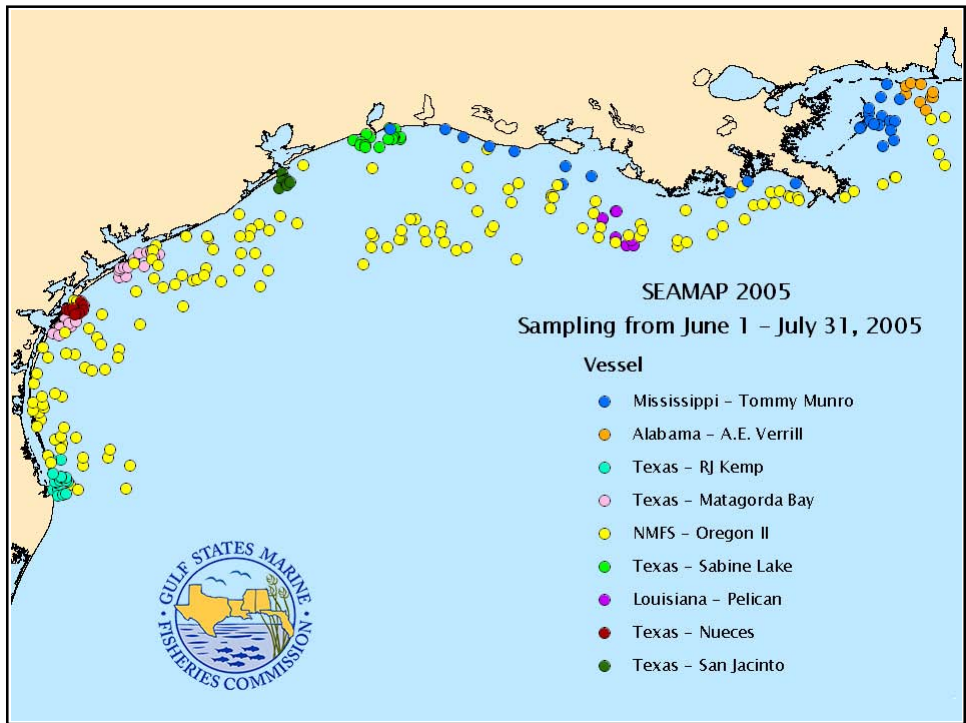 SEAMAP 2005
Sampling from June 1 - July 31, 2005
Vessel
Mississippi - Tommy Munro
Alabama - A.E. Verrill
Texas - RJ Kemp
Texas - Matagorda Bay
NMFS - Oregon II
Texas - Sabine Lake
Louisiana - Pelican
Texas - Nueces
Texas - San Jacinto
GULF STATES MARINE
FISHERIES COMMISSION